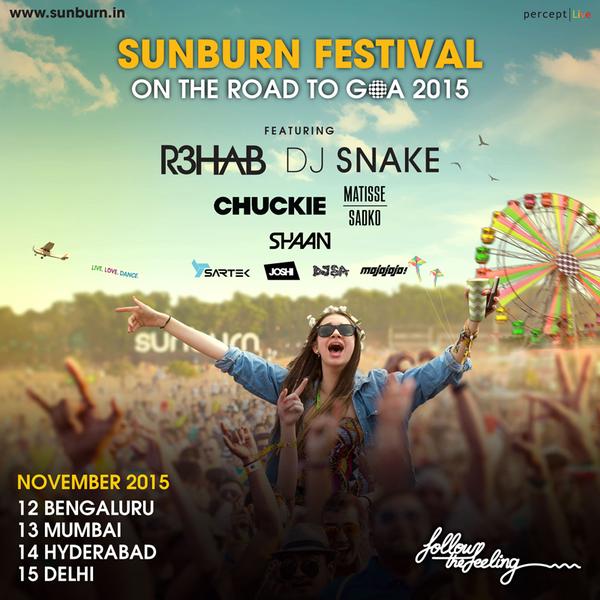 www.sunburn.in
percept Live
SUNBURN FESTIVAL
ON THE ROAD TO GOA 2015
FEATURING
R3HAB DJ SNAKE
CHUCKIE MATISSE
SADKO
SHAAN
LIVE. LOVE. DANCE.
SARTEK JOSHI DJ SA mojojojo!
sunburn
NOVEMBER 2015
12 BENGALURU
13 MUMBAI
14 HYDERABAD
15 DELHI
follow
the feeling